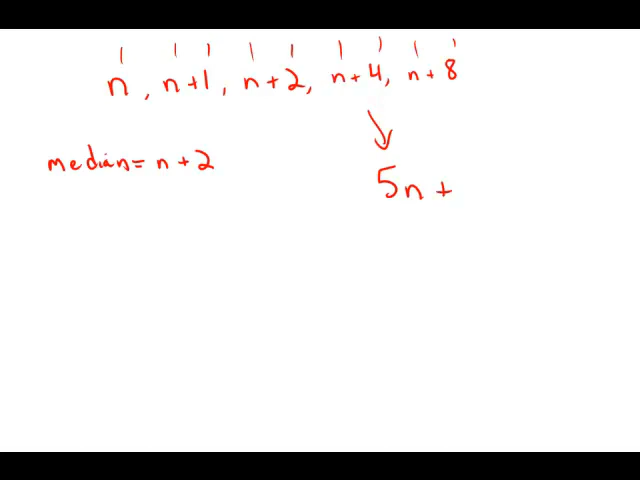 n, n+1, n+2, n+4, n+8
median= n+2
5n +